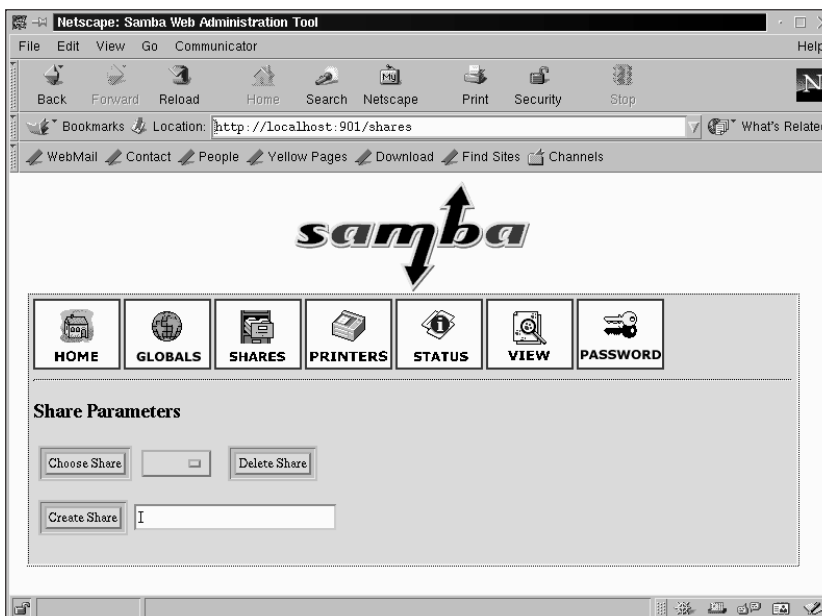 Netscape: Samba Web Administration Tool
File Edit View Go Communicator Help
Back Forward Reload Home Search Netscape Print Security Stop
My
N
Bookmarks Location: http://localhost:901/shares What's Related
WebMail Contact People Yellow Pages Download Find Sites Channels
samba
HOME GLOBALS SHARES PRINTERS STATUS VIEW PASSWORD
Share Parameters
Choose Share Delete Share
Create Share